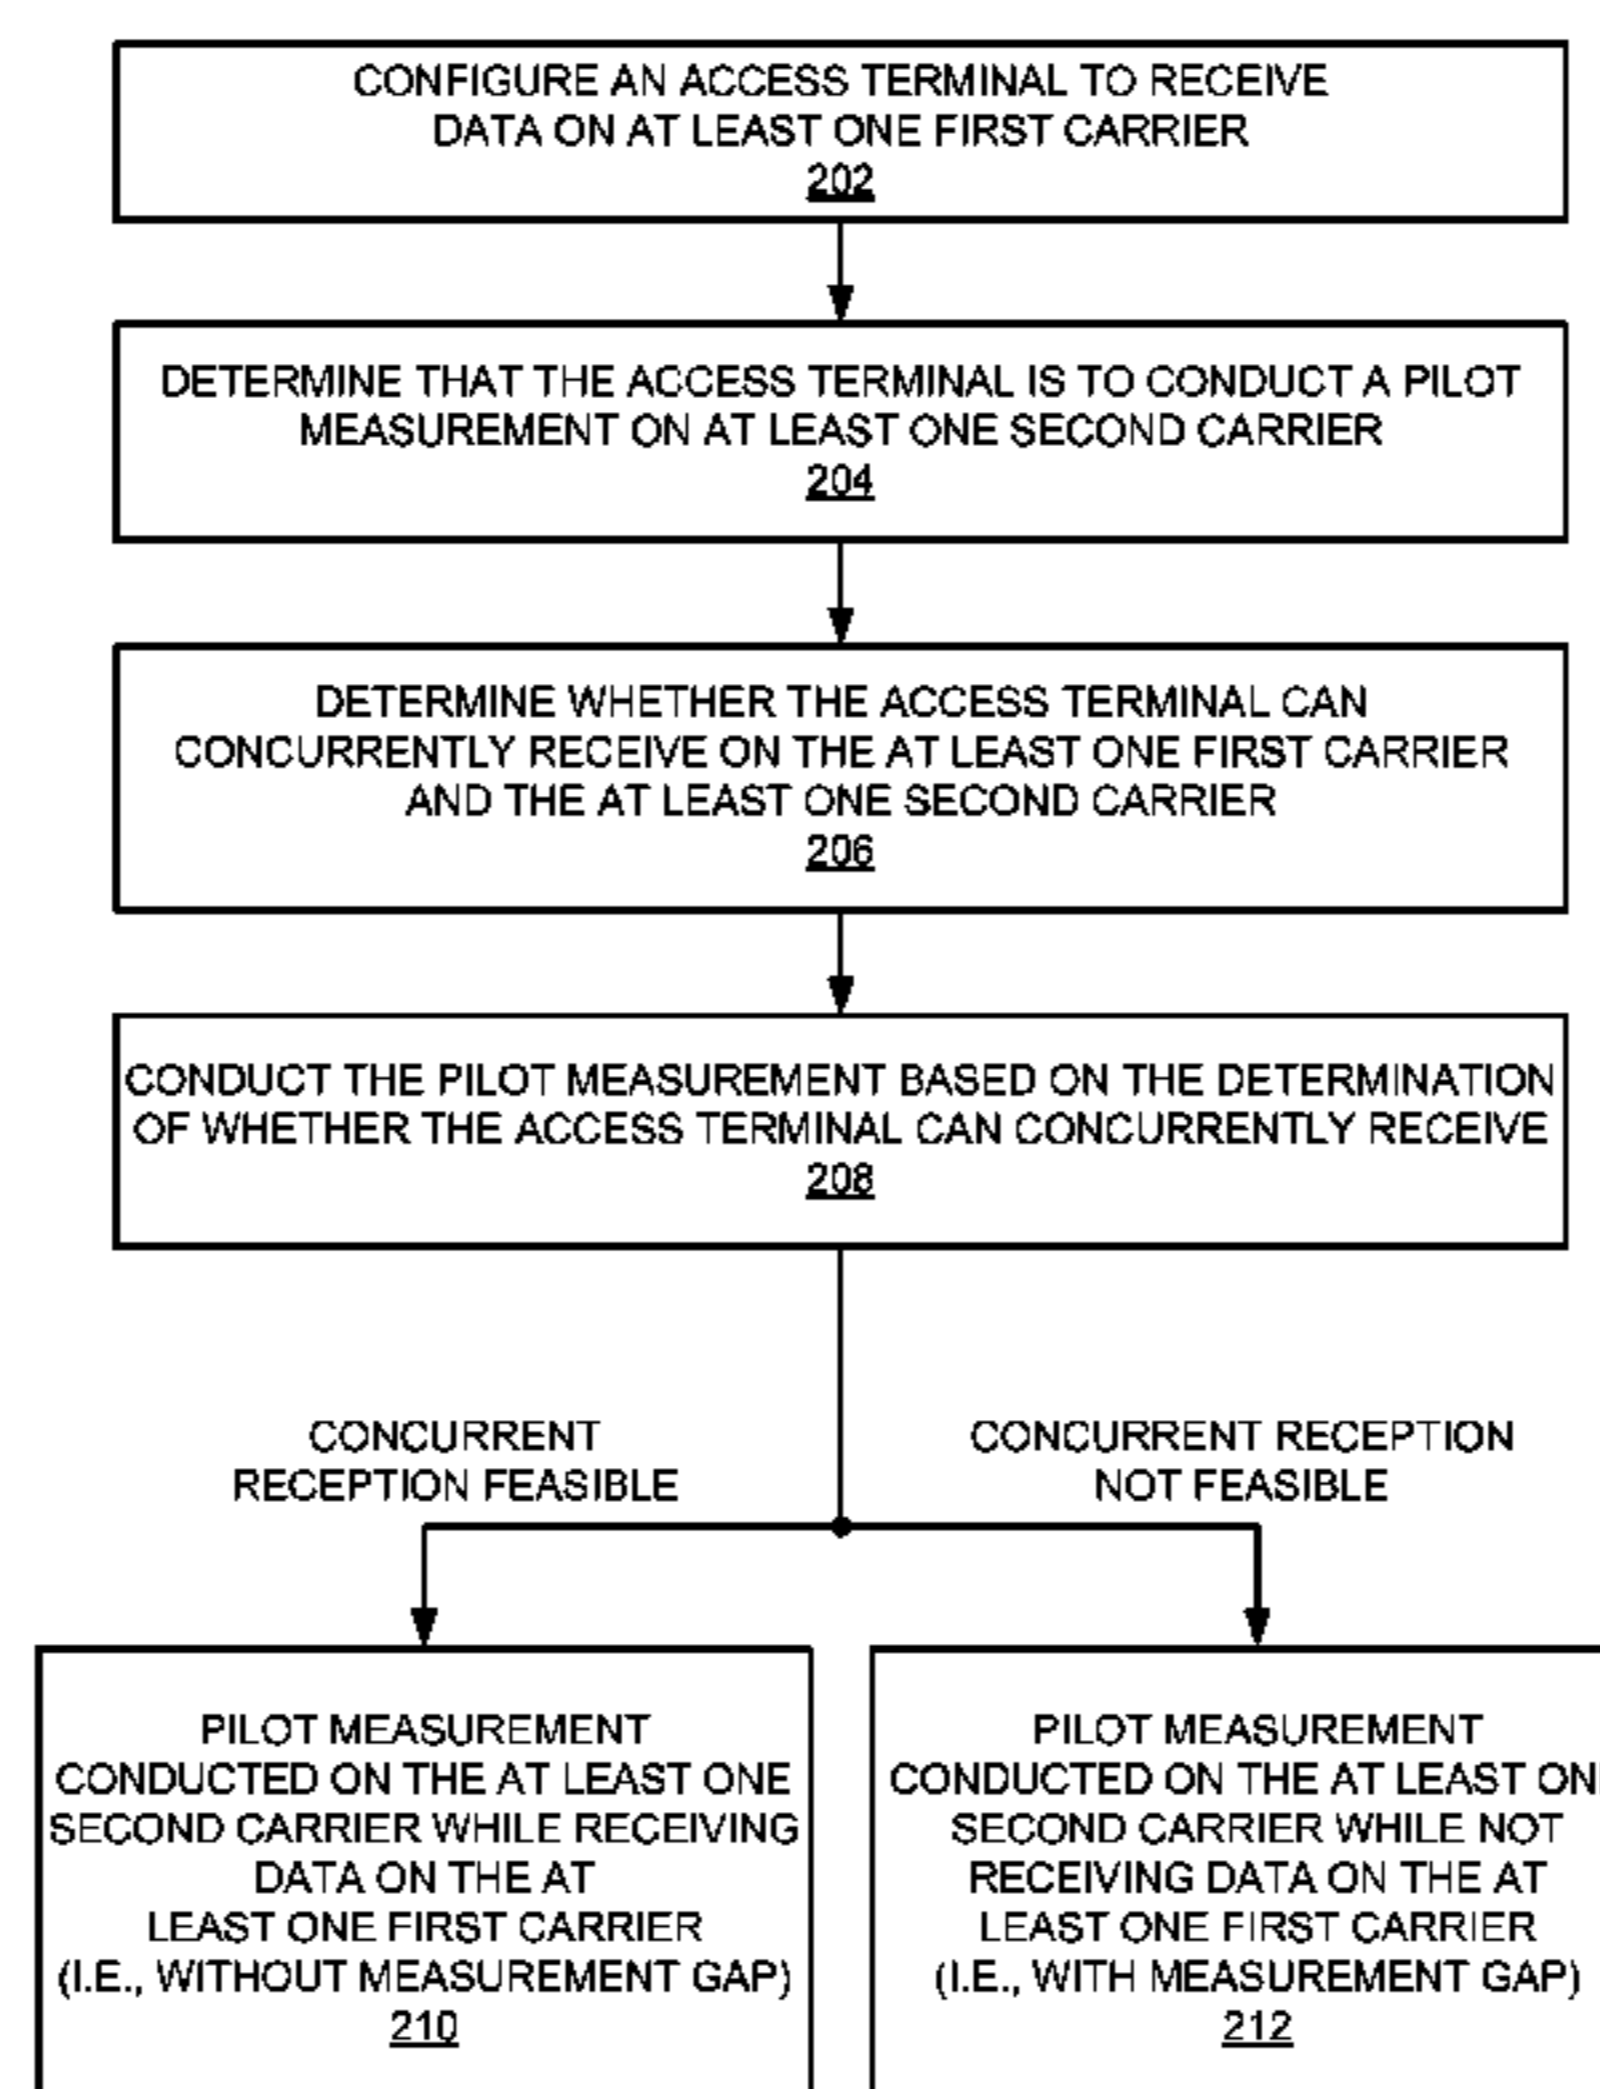 CONFIGURE AN ACCESS TERMINAL TO RECEIVE
DATA ON AT LEAST ONE FIRST CARRIER
202
DETERMINE THAT THE ACCESS TERMINAL IS TO CONDUCT A PILOT
MEASUREMENT ON AT LEAST ONE SECOND CARRIER
204
DETERMINE WHETHER THE ACCESS TERMINAL CAN
CONCURRENTLY RECEIVE ON THE AT LEAST ONE FIRST CARRIER
AND THE AT LEAST ONE SECOND CARRIER
206
CONDUCT THE PILOT MEASUREMENT BASED ON THE DETERMINATION
OF WHETHER THE ACCESS TERMINAL CAN CONCURRENTLY RECEIVE
208
CONCURRENT
RECEPTION FEASIBLE
CONCURRENT RECEPTION
NOT FEASIBLE
PILOT MEASUREMENT
CONDUCTED ON THE AT LEAST ONE
SECOND CARRIER WHILE RECEIVING
DATA ON THE AT
LEAST ONE FIRST CARRIER
(I.E., WITHOUT MEASUREMENT GAP)
210
PILOT MEASUREMENT
CONDUCTED ON THE AT LEAST ONE
SECOND CARRIER WHILE NOT
RECEIVING DATA ON THE AT
LEAST ONE FIRST CARRIER
(I.E., WITH MEASUREMENT GAP)
212